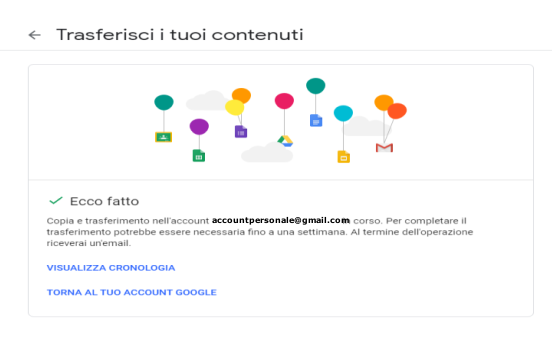 Trasferisci i tuoi contenuti
Ecco fatto
Copia e trasferimento nell'account accountpersonale@gmail.com corso. Per completare il
trasferimento potrebbe essere necessaria fino a una settimana. Al termine dell'operazione
riceverai un'email.
VISUALIZZA CRONOLOGIA
TORNA AL TUO ACCOUNT GOOGLE